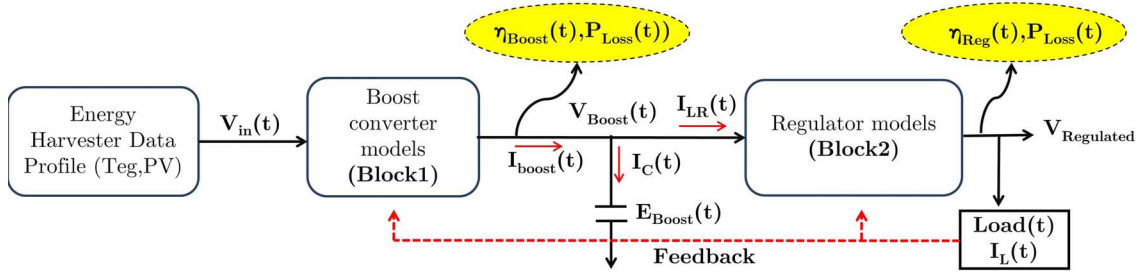 η_Boost(t),P_Loss(t))
η_Reg(t),P_Loss(t)
Energy
Harvester Data
Profile (Teg,PV)
V_in(t)
Boost
converter
models
(Block1)
V_Boost(t)
I_LR(t)
I_boost(t)
I_C(t)
E_Boost(t)
Regulator models
(Block2)
V_Regulated
Load(t)
I_L(t)
Feedback